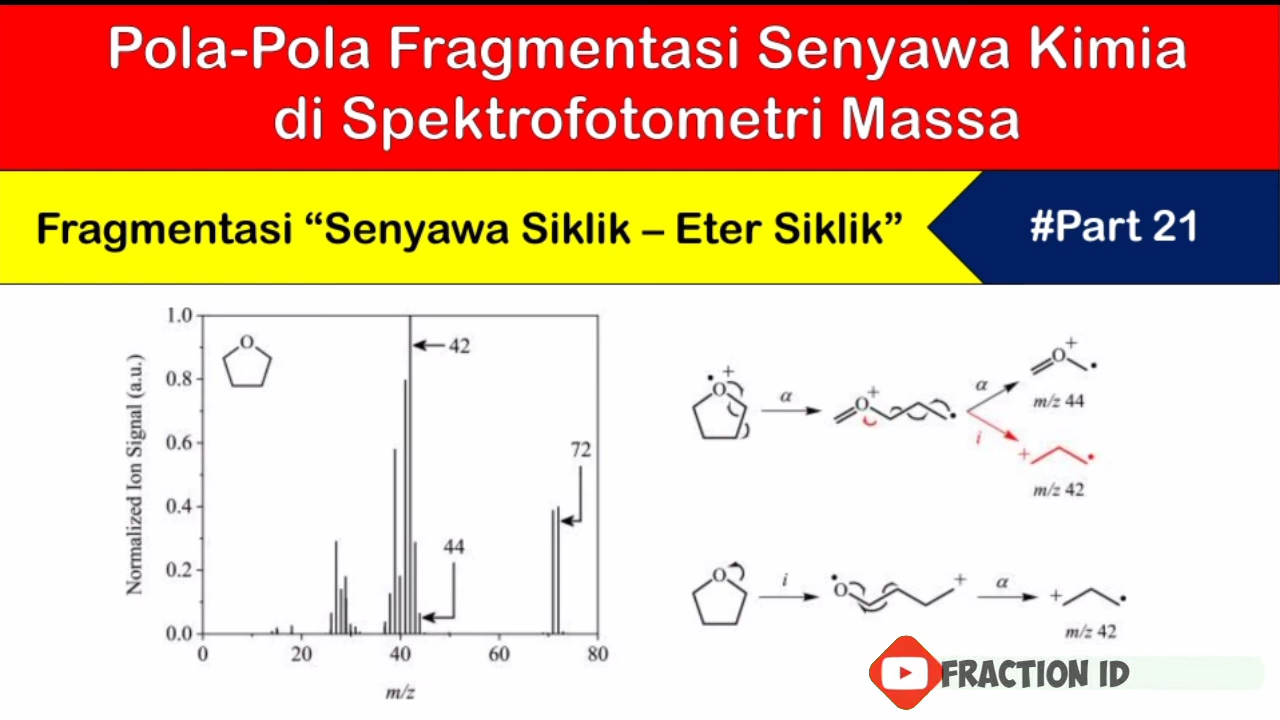 Pola-Pola Fragmentasi Senyawa Kimia
di Spektrofotometri Massa
Fragmentasi “Senyawa Siklik – Eter Siklik”
#Part 21
Normalized Ion Signal (a.u.)
1.0
0.8
0.6
0.4
0.2
0.0
O
42
72
44
0
20
40
60
80
m/z
O
+
α
O
+
α
i
O
+
m/z 44
+
m/z 42
O
i
O
+
α
+
m/z 42
FRACTION ID